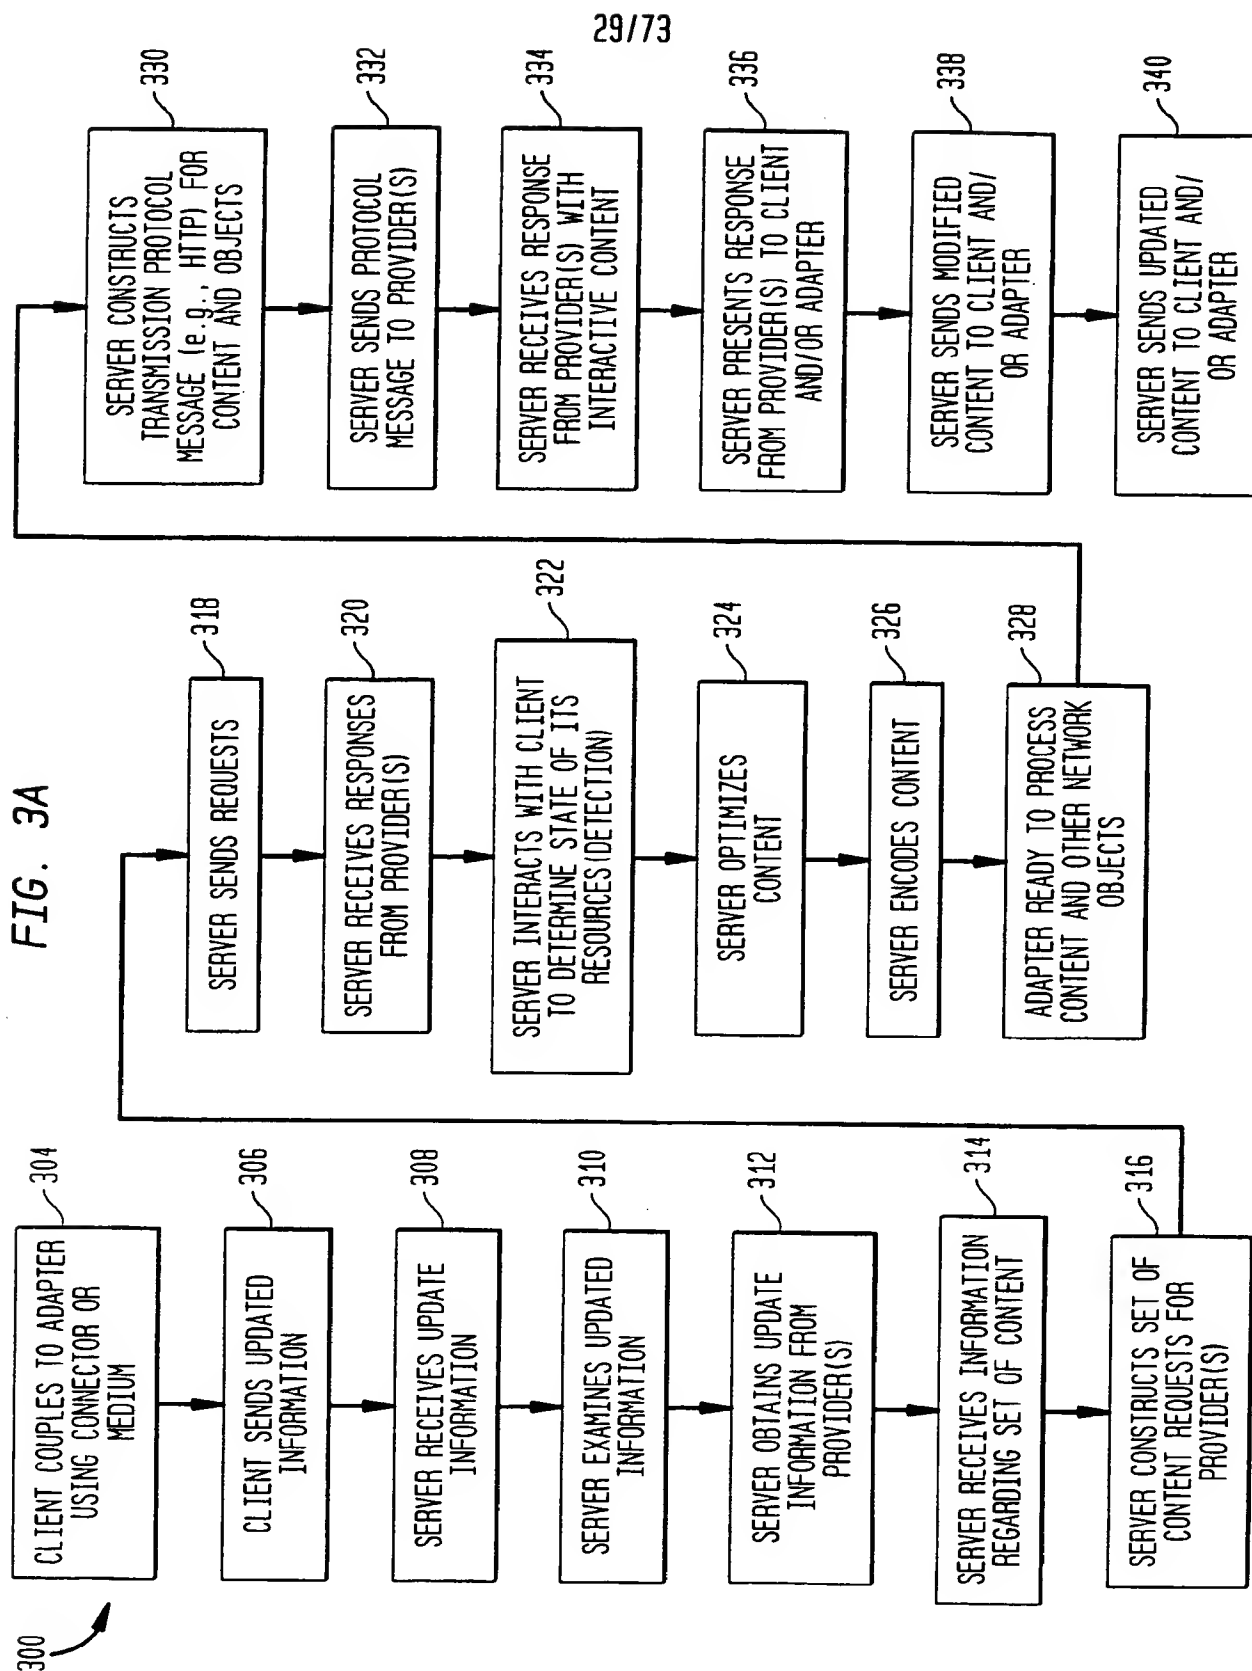 29/73
FIG. 3A
300
CLIENT COUPLES TO ADAPTER
USING CONNECTOR OR
MEDIUM
304
CLIENT SENDS UPDATED
INFORMATION
306
SERVER RECEIVES UPDATE
INFORMATION
308
SERVER EXAMINES UPDATED
INFORMATION
310
SERVER OBTAINS UPDATE
INFORMATION FROM
PROVIDER(S)
312
SERVER RECEIVES INFORMATION
REGARDING SET OF CONTENT
314
SERVER CONSTRUCTS SET OF
CONTENT REQUESTS FOR
PROVIDER(S)
316
SERVER SENDS REQUESTS
318
SERVER RECEIVES RESPONSES
FROM PROVIDER(S)
320
SERVER INTERACTS WITH CLIENT
TO DETERMINE STATE OF ITS
RESOURCES(DETECTION)
322
SERVER OPTIMIZES
CONTENT
324
SERVER ENCODES CONTENT
326
ADAPTER READY TO PROCESS
CONTENT AND OTHER NETWORK
OBJECTS
328
SERVER CONSTRUCTS
TRANSMISSION PROTOCOL
MESSAGE (e.g., HTTP) FOR
CONTENT AND OBJECTS
330
SERVER SENDS PROTOCOL
MESSAGE TO PROVIDER(S)
332
SERVER RECEIVES RESPONSE
FROM PROVIDER(S) WITH
INTERACTIVE CONTENT
334
SERVER PRESENTS RESPONSE
FROM PROVIDER(S) TO CLIENT
AND/OR ADAPTER
336
SERVER SENDS MODIFIED
CONTENT TO CLIENT AND/
OR ADAPTER
338
SERVER SENDS UPDATED
CONTENT TO CLIENT AND/
OR ADAPTER
340